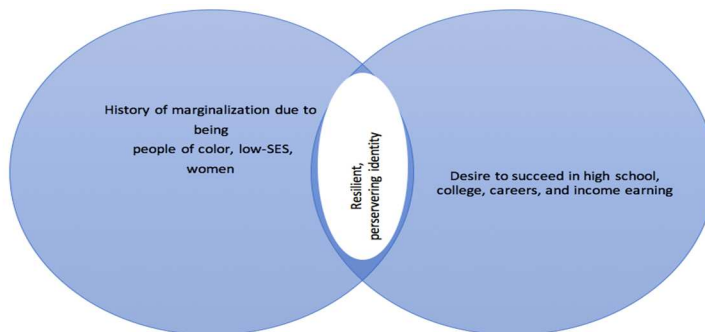 History of marginalization due to
being
people of color, low-SES,
women
Resilient,
perservering identity
Desire to succeed in high school,
college, careers, and income earning